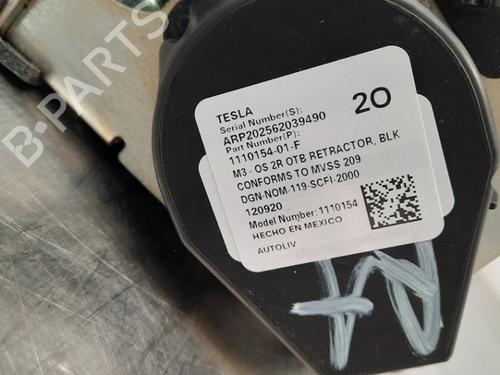 B-PARTS
TESLA
20
Serial Number(S):
ARP202562039490
Part Number(P):
1110154-01-F
M3 - OS 2R OTB RETRACTOR, BLK
CONFORMS TO MVSS 209
DGN-NOM-119-SCFI-2000
120920
Model Number:1110154
HECHO EN MEXICO
AUTOLIV